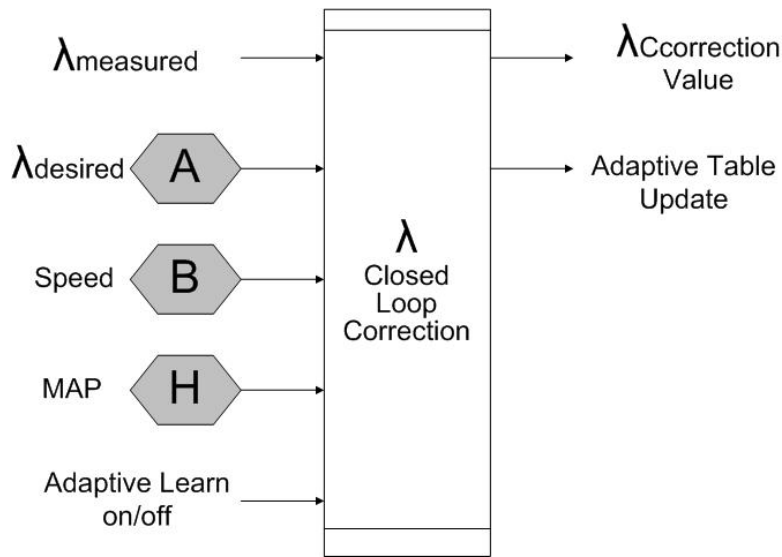 λmeasured
λdesired A
Speed B
MAP H
Adaptive Learn
on/off
λ
Closed
Loop
Correction
λCcorrection
Value
Adaptive Table
Update